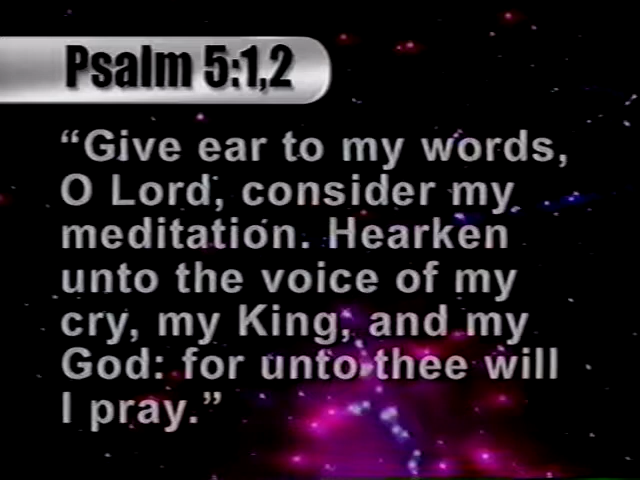 Psalm 5:1,2
“Give ear to my words,
O Lord, consider my
meditation. Hearken
unto the voice of my
cry, my King, and my
God: for unto thee will
I pray.”